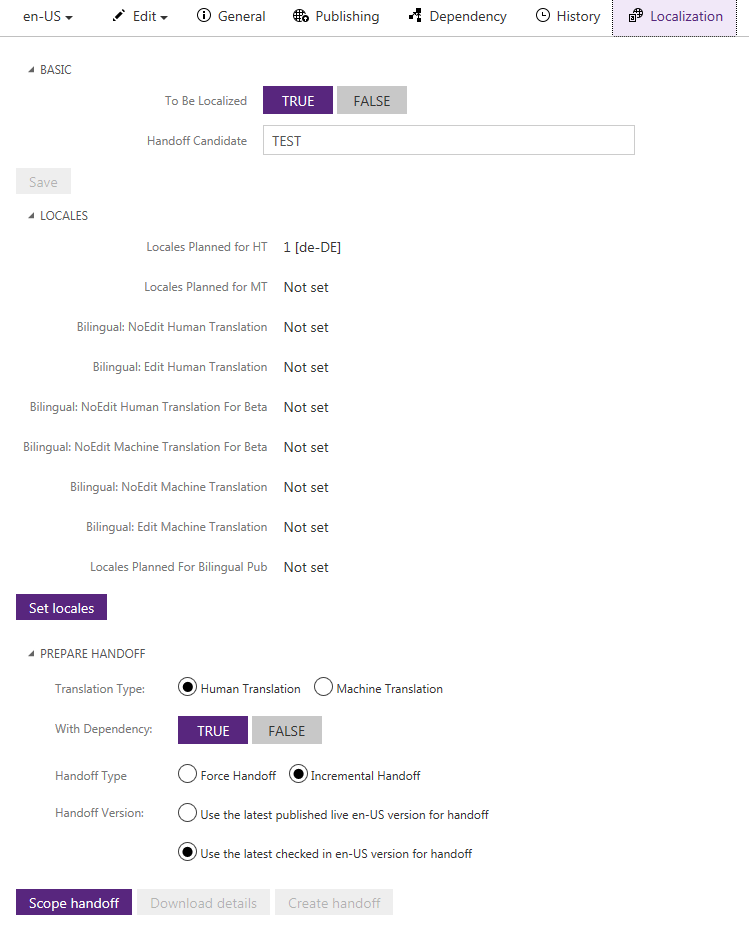 en-US Edit General Publishing Dependency History Localization
BASIC
To Be Localized TRUE FALSE
Handoff Candidate TEST
Save
LOCALES
Locales Planned for HT 1 [de-DE]
Locales Planned for MT Not set
Bilingual: NoEdit Human Translation Not set
Bilingual: Edit Human Translation Not set
Bilingual: NoEdit Human Translation For Beta Not set
Bilingual: NoEdit Machine Translation For Beta Not set
Bilingual: NoEdit Machine Translation Not set
Bilingual: Edit Machine Translation Not set
Locales Planned For Bilingual Pub Not set
Set locales
PREPARE HANDOFF
Translation Type: Human Translation Machine Translation
With Dependency: TRUE FALSE
Handoff Type Force Handoff Incremental Handoff
Handoff Version: Use the latest published live en-US version for handoff
Use the latest checked in en-US version for handoff
Scope handoff Download details Create handoff